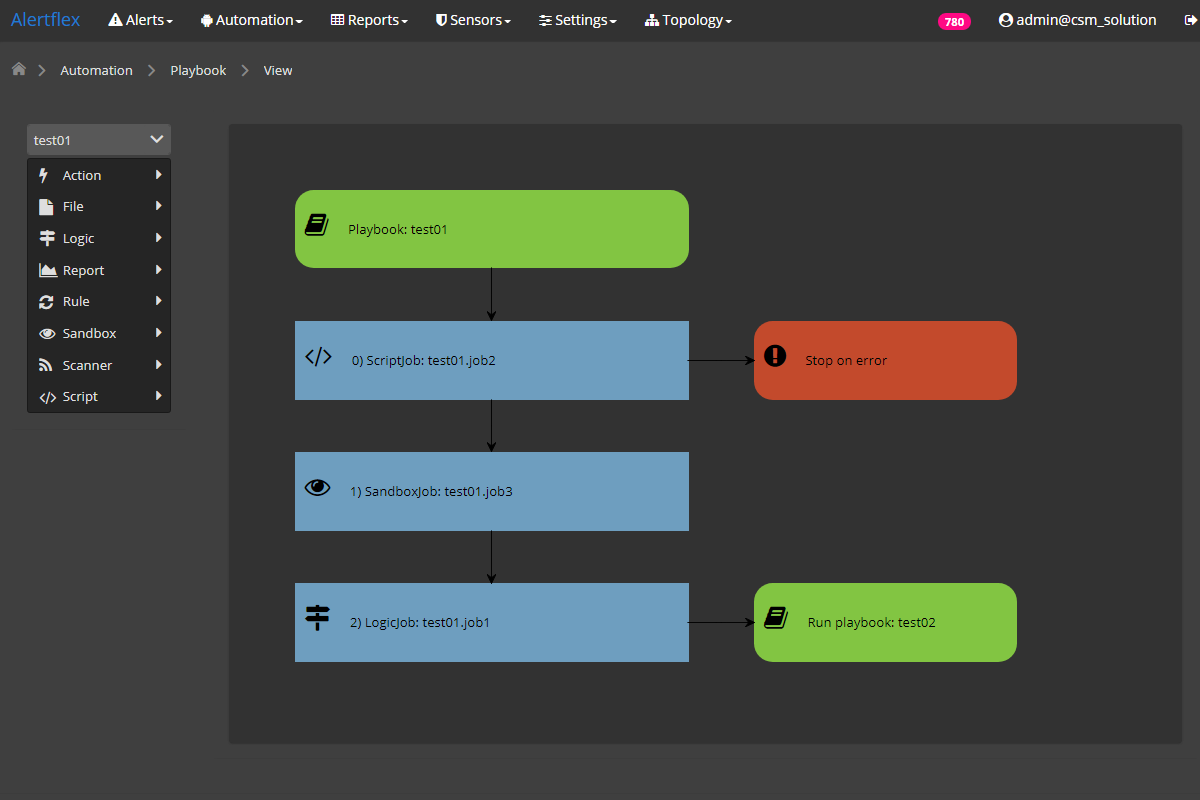 Alertflex Alerts Automation Reports Sensors Settings Topology 780 admin@csm_solution
Automation Playbook View
test01
Action
File
Logic
Report
Rule
Sandbox
Scanner
Script
Playbook: test01
0) ScriptJob: test01.job2
Stop on error
1) SandboxJob: test01.job3
2) LogicJob: test01.job1
Run playbook: test02